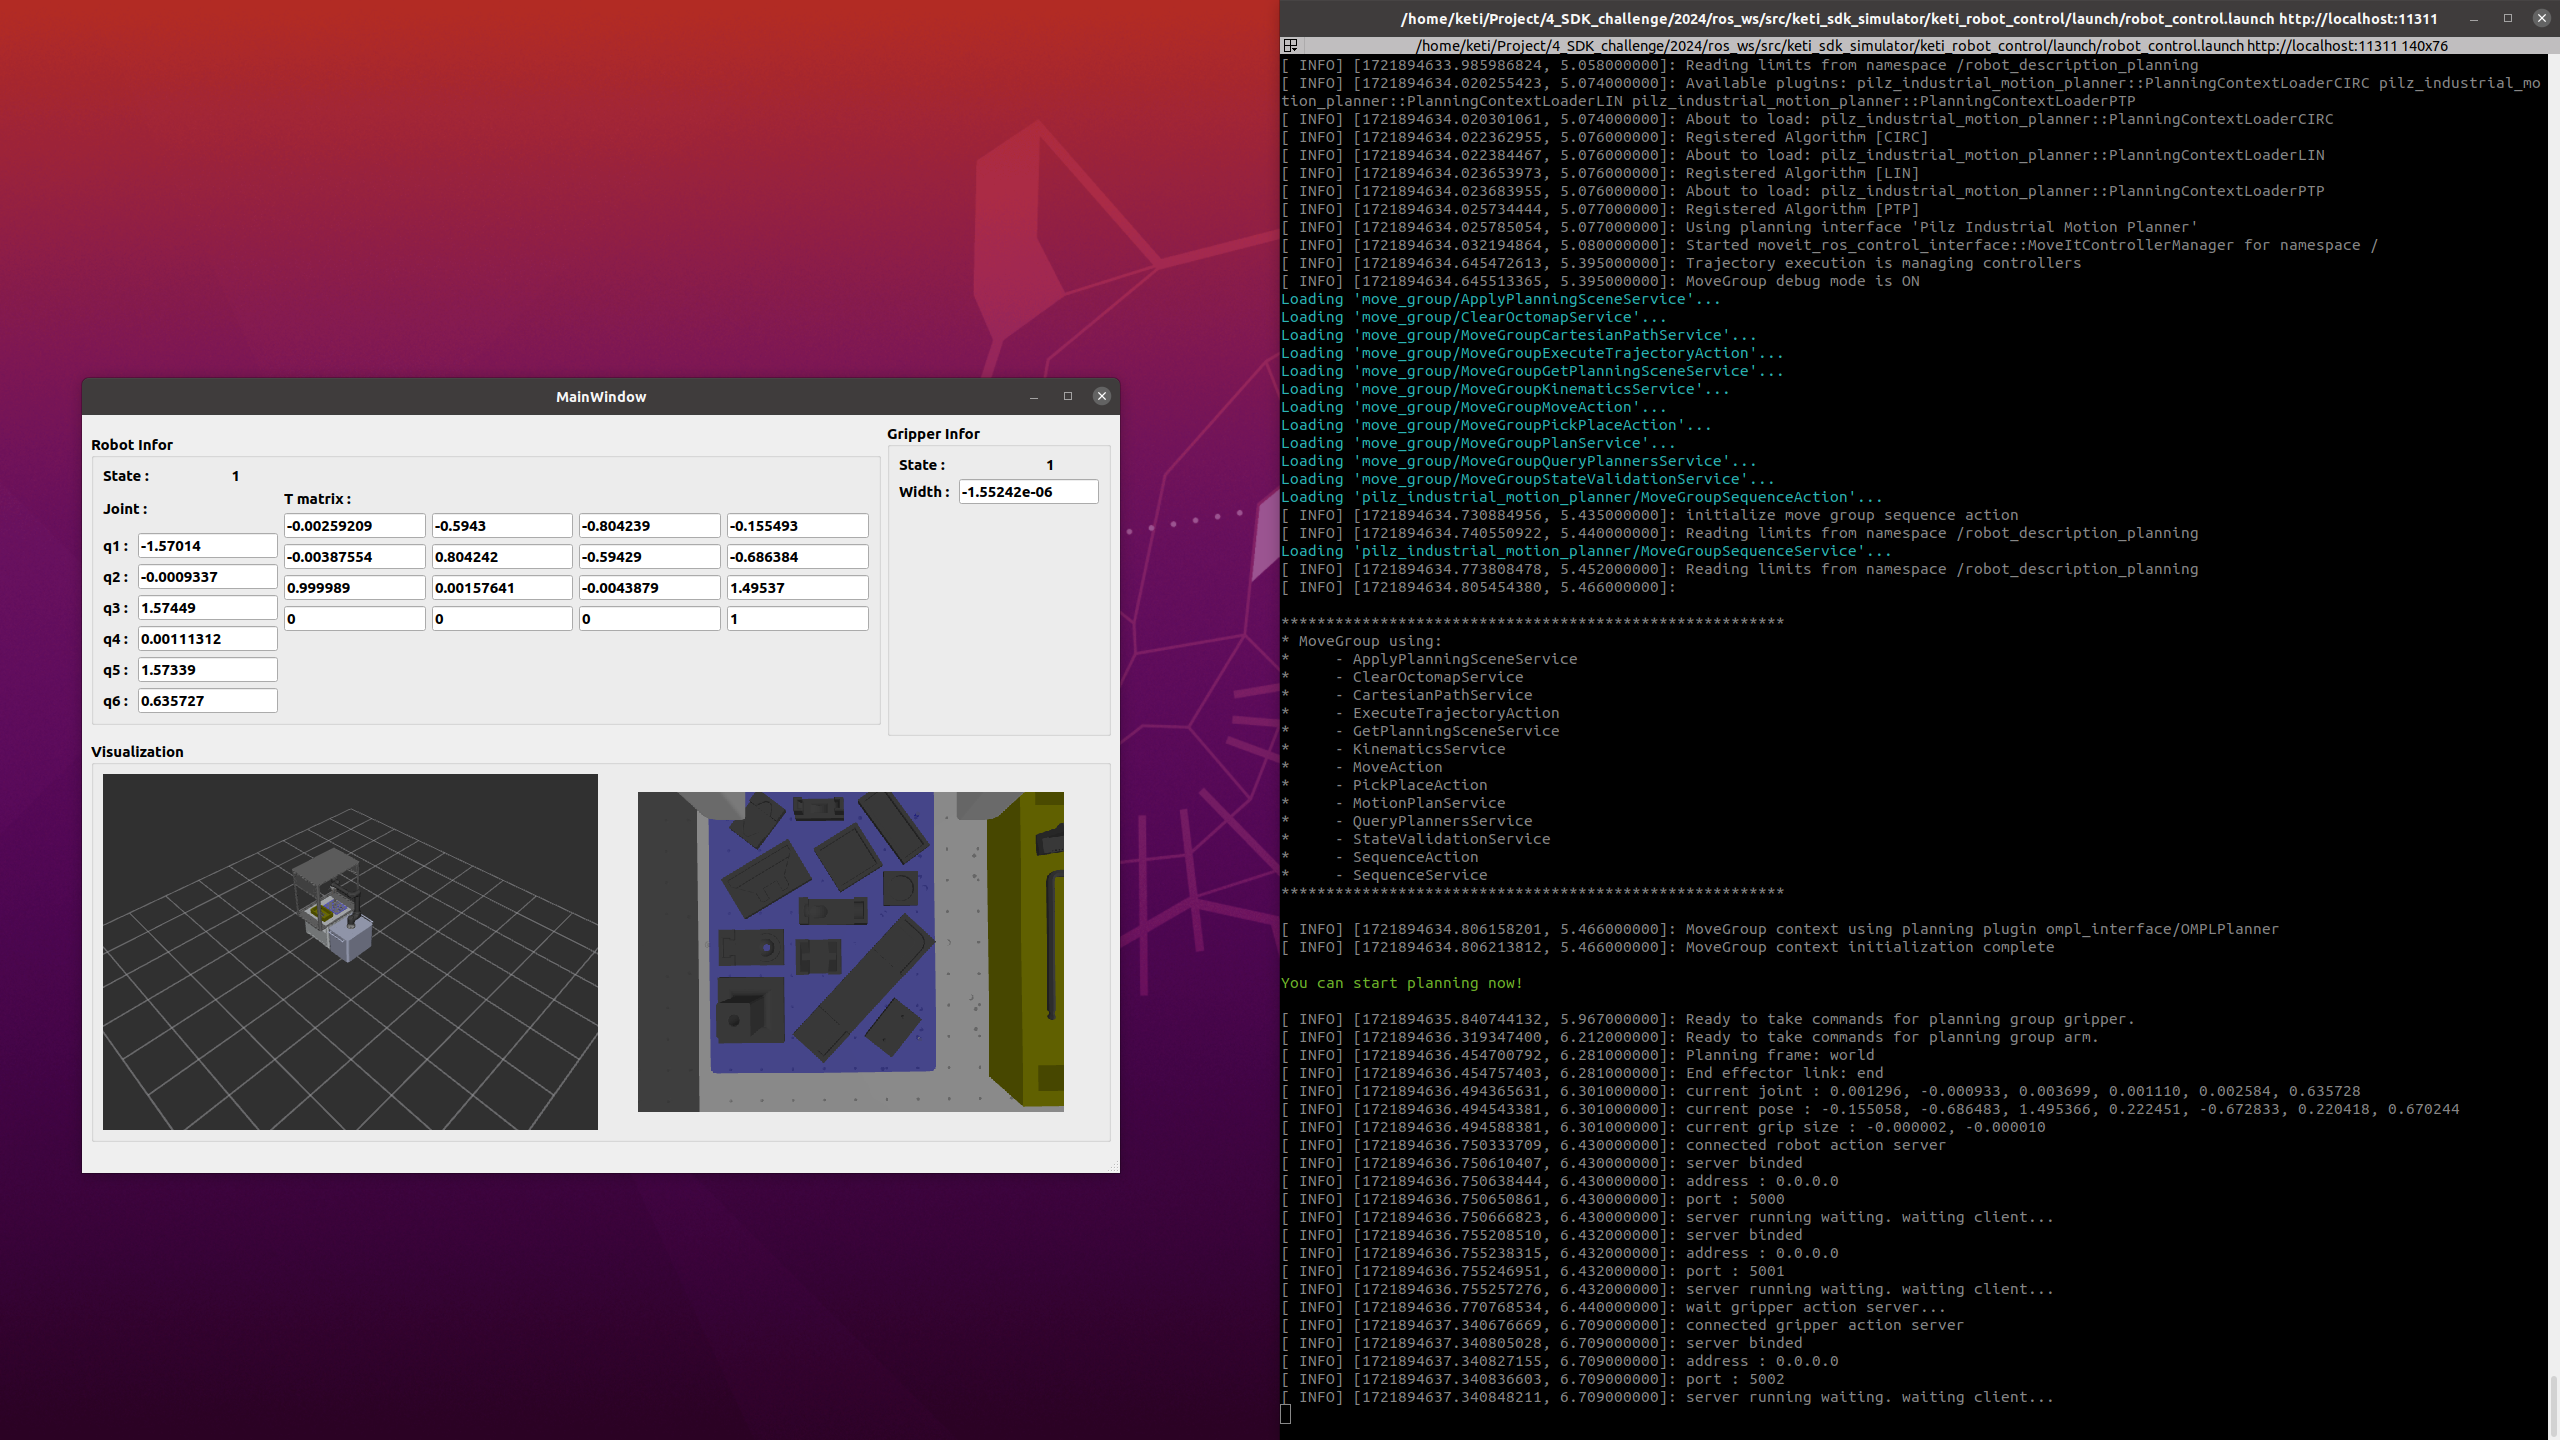 MainWindow
Robot Infor
State : 1
Joint :
q1 : -1.57014
q2 : -0.0009337
q3 : 1.57449
q4 : 0.00111312
q5 : 1.57339
q6 : 0.635727
T matrix :
-0.00259209 -0.5943 -0.804239 -0.155493
-0.00387554 0.804242 -0.59429 -0.686384
0.999989 0.00157641 -0.0043879 1.49537
0 0 0 1
Gripper Infor
State : 1
Width : -1.55242e-06
Visualization
/home/keti/Project/4_SDK_challenge/2024/ros_ws/src/keti_sdk_simulator/keti_robot_control/launch/robot_control.launch http://localhost:11311
/home/keti/Project/4_SDK_challenge/2024/ros_ws/src/keti_sdk_simulator/keti_robot_control/launch/robot_control.launch http://localhost:11311 140x76
[ INFO] [1721894633.985986824, 5.058000000]: Reading limits from namespace /robot_description_planning
[ INFO] [1721894634.020255423, 5.074000000]: Available plugins: pilz_industrial_motion_planner::PlanningContextLoaderCIRC pilz_industrial_mo
tion_planner::PlanningContextLoaderLIN pilz_industrial_motion_planner::PlanningContextLoaderPTP
[ INFO] [1721894634.020301061, 5.074000000]: About to load: pilz_industrial_motion_planner::PlanningContextLoaderCIRC
[ INFO] [1721894634.022362955, 5.076000000]: Registered Algorithm [CIRC]
[ INFO] [1721894634.022384467, 5.076000000]: About to load: pilz_industrial_motion_planner::PlanningContextLoaderLIN
[ INFO] [1721894634.023653973, 5.076000000]: Registered Algorithm [LIN]
[ INFO] [1721894634.023683955, 5.076000000]: About to load: pilz_industrial_motion_planner::PlanningContextLoaderPTP
[ INFO] [1721894634.025734444, 5.077000000]: Registered Algorithm [PTP]
[ INFO] [1721894634.025785054, 5.077000000]: Using planning interface 'Pilz Industrial Motion Planner'
[ INFO] [1721894634.032194864, 5.080000000]: Started moveit_ros_control_interface::MoveItControllerManager for namespace /
[ INFO] [1721894634.645472613, 5.395000000]: Trajectory execution is managing controllers
[ INFO] [1721894634.645513365, 5.395000000]: MoveGroup debug mode is ON
Loading 'move_group/ApplyPlanningSceneService'...
Loading 'move_group/ClearOctomapService'...
Loading 'move_group/MoveGroupCartesianPathService'...
Loading 'move_group/MoveGroupExecuteTrajectoryAction'...
Loading 'move_group/MoveGroupGetPlanningSceneService'...
Loading 'move_group/MoveGroupKinematicsService'...
Loading 'move_group/MoveGroupMoveAction'...
Loading 'move_group/MoveGroupPickPlaceAction'...
Loading 'move_group/MoveGroupPlanService'...
Loading 'move_group/MoveGroupQueryPlannersService'...
Loading 'move_group/MoveGroupStateValidationService'...
Loading 'pilz_industrial_motion_planner/MoveGroupSequenceAction'...
[ INFO] [1721894634.730884956, 5.435000000]: initialize move group sequence action
[ INFO] [1721894634.740550922, 5.440000000]: Reading limits from namespace /robot_description_planning
Loading 'pilz_industrial_motion_planner/MoveGroupSequenceService'...
[ INFO] [1721894634.773808478, 5.452000000]: Reading limits from namespace /robot_description_planning
[ INFO] [1721894634.805454380, 5.466000000]:
********************************************************
* MoveGroup using:
*     - ApplyPlanningSceneService
*     - ClearOctomapService
*     - CartesianPathService
*     - ExecuteTrajectoryAction
*     - GetPlanningSceneService
*     - KinematicsService
*     - MoveAction
*     - PickPlaceAction
*     - MotionPlanService
*     - QueryPlannersService
*     - StateValidationService
*     - SequenceAction
*     - SequenceService
********************************************************
[ INFO] [1721894634.806158201, 5.466000000]: MoveGroup context using planning plugin ompl_interface/OMPLPlanner
[ INFO] [1721894634.806213812, 5.466000000]: MoveGroup context initialization complete
You can start planning now!
[ INFO] [1721894635.840744132, 5.967000000]: Ready to take commands for planning group gripper.
[ INFO] [1721894636.319347400, 6.212000000]: Ready to take commands for planning group arm.
[ INFO] [1721894636.454700792, 6.281000000]: Planning frame: world
[ INFO] [1721894636.454757403, 6.281000000]: End effector link: end
[ INFO] [1721894636.494365631, 6.301000000]: current joint : 0.001296, -0.000933, 0.003699, 0.001110, 0.002584, 0.635728
[ INFO] [1721894636.494543381, 6.301000000]: current pose : -0.155058, -0.686483, 1.495366, 0.222451, -0.672833, 0.220418, 0.670244
[ INFO] [1721894636.494588381, 6.301000000]: current grip size : -0.000002, -0.000010
[ INFO] [1721894636.750333709, 6.430000000]: connected robot action server
[ INFO] [1721894636.750610407, 6.430000000]: server binded
[ INFO] [1721894636.750638444, 6.430000000]: address : 0.0.0.0
[ INFO] [1721894636.750650861, 6.430000000]: port : 5000
[ INFO] [1721894636.750666823, 6.430000000]: server running waiting. waiting client...
[ INFO] [1721894636.755208510, 6.432000000]: server binded
[ INFO] [1721894636.755238315, 6.432000000]: address : 0.0.0.0
[ INFO] [1721894636.755246951, 6.432000000]: port : 5001
[ INFO] [1721894636.755257276, 6.432000000]: server running waiting. waiting client...
[ INFO] [1721894636.770768534, 6.440000000]: wait gripper action server...
[ INFO] [1721894637.340676669, 6.709000000]: connected gripper action server
[ INFO] [1721894637.340805028, 6.709000000]: server binded
[ INFO] [1721894637.340827155, 6.709000000]: address : 0.0.0.0
[ INFO] [1721894637.340836603, 6.709000000]: port : 5002
[ INFO] [1721894637.340848211, 6.709000000]: server running waiting. waiting client...